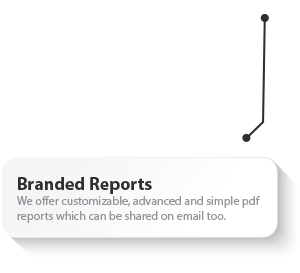 Branded Reports
We offer customizable, advanced and simple pdf
reports which can be shared on email too.